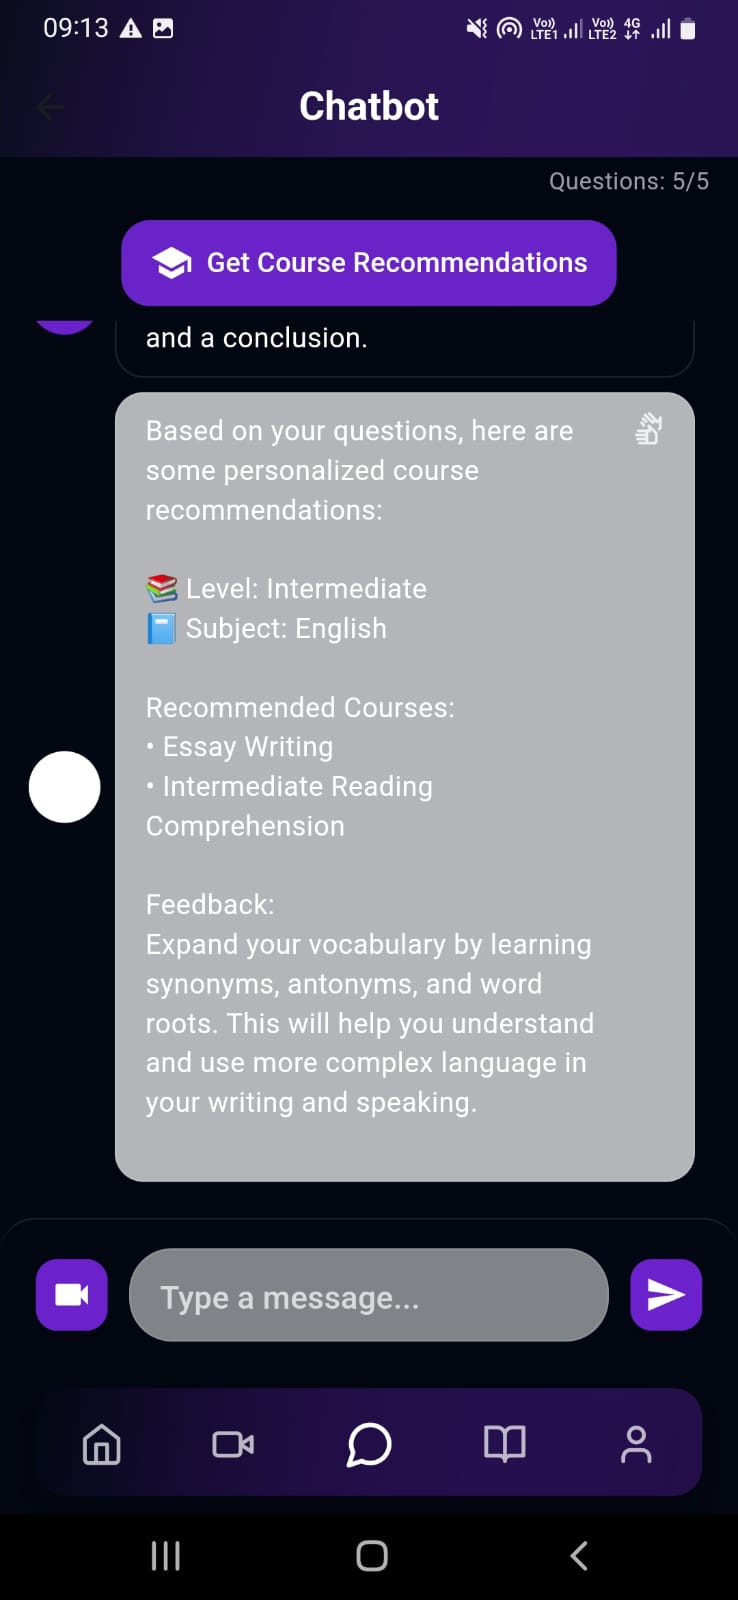 09:13
Vo)) LTE1 Vo)) LTE2 4G
Chatbot
Questions: 5/5
Get Course Recommendations
and a conclusion.
Based on your questions, here are
some personalized course
recommendations:
📚 Level: Intermediate
📘 Subject: English
Recommended Courses:
• Essay Writing
• Intermediate Reading
Comprehension
Feedback:
Expand your vocabulary by learning
synonyms, antonyms, and word
roots. This will help you understand
and use more complex language in
your writing and speaking.
Type a message...